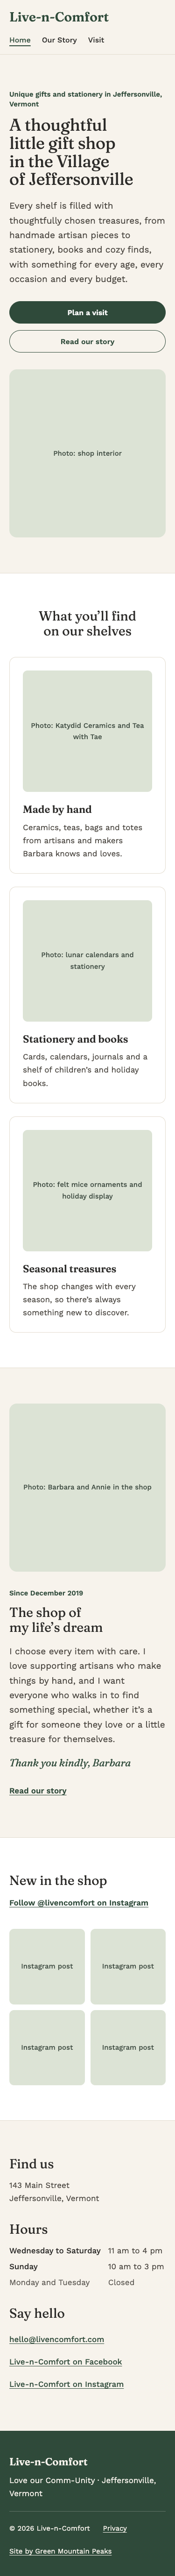 Live-n-Comfort
Home Our Story Visit
Unique gifts and stationery in Jeffersonville,
Vermont
A thoughtful
little gift shop
in the Village
of Jeffersonville
Every shelf is filled with
thoughtfully chosen treasures, from
handmade artisan pieces to
stationery, books and cozy finds,
with something for every age, every
occasion and every budget.
Plan a visit
Read our story
Photo: shop interior
What you’ll find
on our shelves
Photo: Katydid Ceramics and Tea
with Tae
Made by hand
Ceramics, teas, bags and totes
from artisans and makers
Barbara knows and loves.
Photo: lunar calendars and
stationery
Stationery and books
Cards, calendars, journals and a
shelf of children’s and holiday
books.
Photo: felt mice ornaments and
holiday display
Seasonal treasures
The shop changes with every
season, so there’s always
something new to discover.
Photo: Barbara and Annie in the shop
Since December 2019
The shop of
my life’s dream
I choose every item with care. I
love supporting artisans who make
things by hand, and I want
everyone who walks in to find
something special, whether it’s a
gift for someone they love or a little
treasure for themselves.
Thank you kindly, Barbara
Read our story
New in the shop
Follow @livencomfort on Instagram
Instagram post Instagram post
Instagram post Instagram post
Find us
143 Main Street
Jeffersonville, Vermont
Hours
Wednesday to Saturday 11 am to 4 pm
Sunday 10 am to 3 pm
Monday and Tuesday Closed
Say hello
hello@livencomfort.com
Live-n-Comfort on Facebook
Live-n-Comfort on Instagram
Live-n-Comfort
Love our Comm-Unity · Jeffersonville,
Vermont
© 2026 Live-n-Comfort Privacy
Site by Green Mountain Peaks